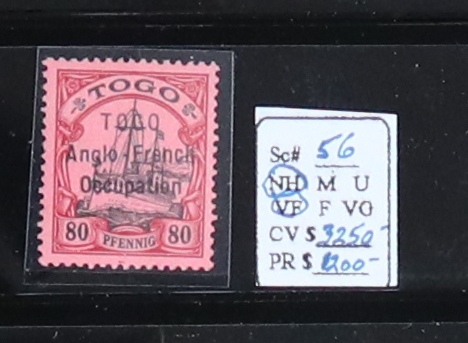 TOGO
TOGO
Anglo-French
Occupation
80 PFENNIG 80
Sc# 56
NH M U
VF F VG
CV $ 3250-
PR $ 1200-